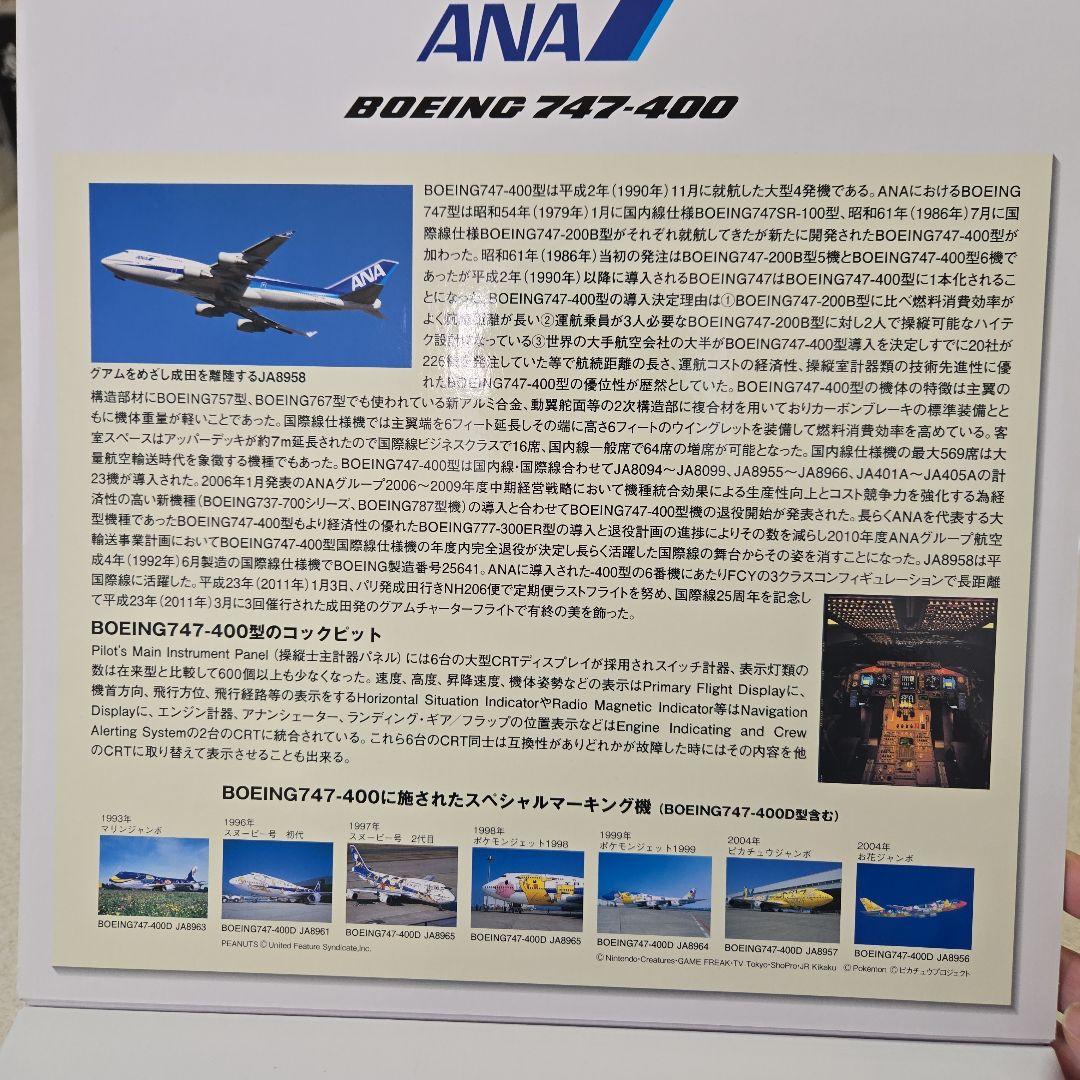 ANA
BOEING 747-400
BOEING747-400型は平成2年(1990年)11月に就航した大型4発機である。ANAにおけるBOEING
747型は昭和54年(1979年)1月に国内線仕様BOEING747SR-100型、昭和61年(1986年)7月に国
際線仕様BOEING747-200B型がそれぞれ就航してきたが新たに開発されたBOEING747-400型が
加わった。昭和61年(1986年)当初の発注はBOEING747-200B型5機とBOEING747-400型6機で
あったが平成2年(1990年)以降に導入されるBOEING747はBOEING747-400型に1本化されるこ
とになった。BOEING747-400型の導入決定理由は①BOEING747-200B型に比べ燃料消費効率が
よく航続距離が長い②運航乗員が3人必要なBOEING747-200B型に対し2人で操縦可能なハイテ
ク設計になっている③世界の大手航空会社の大半がBOEING747-400型導入を決定しすでに20社が
226機を発注していた等で航続距離の長さ、運航コストの経済性、操縦室計器類の技術先進性に優
れたBOEING747-400型の優位性が歴然としていた。BOEING747-400型の機体の特徴は主翼の
ANA
ANA
グアムをめざし成田を離陸するJA8958
構造部材にBOEING757型、BOEING767型でも使われている新アルミ合金、動翼舵面等の2次構造部に複合材を用いておりカーボンブレーキの標準装備とと
もに機体重量が軽いことであった。国際線仕様機では主翼端を6フィート延長しその端に高さ6フィートのウイングレットを装備して燃料消費効率を高めている。客
室スペースはアッパーデッキが約7m延長されたので国際線ビジネスクラスで16席、国内線一般席で64席の増席が可能となった。国内線仕様機の最大569席は大
量航空輸送時代を象徴する機種でもあった。BOEING747-400型は国内線・国際線合わせてJA8094～JA8099、JA8955～JA8966、JA401A～JA405Aの計
23機が導入された。2006年1月発表のANAグループ2006～2009年度中期経営戦略において機種統合効果による生産性向上とコスト競争力を強化する為経
済性の高い新機種(BOEING737-700シリーズ、BOEING787型機)の導入と合わせてBOEING747-400型機の退役開始が発表された。長らくANAを代表する大
型機種であったBOEING747-400型もより経済性の優れたBOEING777-300ER型の導入と退役計画の進捗によりその数を減らし2010年度ANAグループ航空
輸送事業計画においてBOEING747-400型国際線仕様機の年度内完全退役が決定し長らく活躍した国際線の舞台からその姿を消すことになった。JA8958は平
成4年(1992年)6月製造の国際線仕様機でBOEING製造番号25641。ANAに導入された-400型の6番機にあたりFCYの3クラスコンフィギュレーションで長距離
国際線に活躍した。平成23年(2011年)1月3日、パリ発成田行きNH206便で定期便ラストフライトを努め、国際線25周年を記念し
て平成23年(2011年)3月に3回催行された成田発のグアムチャーターフライトで有終の美を飾った。
BOEING747-400型のコックピット
Pilot's Main Instrument Panel (操縦士主計器パネル)には6台の大型CRTディスプレイが採用されスイッチ計器、表示灯類の
数は在来型と比較して600個以上も少なくなった。速度、高度、昇降速度、機体姿勢などの表示はPrimary Flight Displayに、
機首方向、飛行方位、飛行経路等の表示をするHorizontal Situation IndicatorやRadio Magnetic Indicator等はNavigation
Displayに、エンジン計器、アナンシェーター、ランディング・ギア/フラップの位置表示などはEngine Indicating and Crew
Alerting Systemの2台のCRTに統合されている。これら6台のCRT同士は互換性がありどれかが故障した時にはその内容を他
のCRTに取り替えて表示させることも出来る。
BOEING747-400に施されたスペシャルマーキング機(BOEING747-400D型含む)
1993年
マリンジャンボ
BOEING747-400D JA8963
1996年
スヌーピー号 初代
BOEING747-400D JA8961
1997年
スヌーピー号 2代目
BOEING747-400D JA8965
1998年
ポケモンジェット1998
BOEING747-400D JA8965
1999年
ポケモンジェット1999
BOEING747-400D JA8964
2004年
ピカチュウジャンボ
BOEING747-400D JA8957
2004年
お花ジャンボ
BOEING747-400D JA8956
PEANUTS ©United Feature Syndicate,Inc.
©Nintendo・Creatures・GAME FREAK・TV Tokyo・ShoPro・JR Kikaku ©Pokémon ©ピカチュウプロジェクト